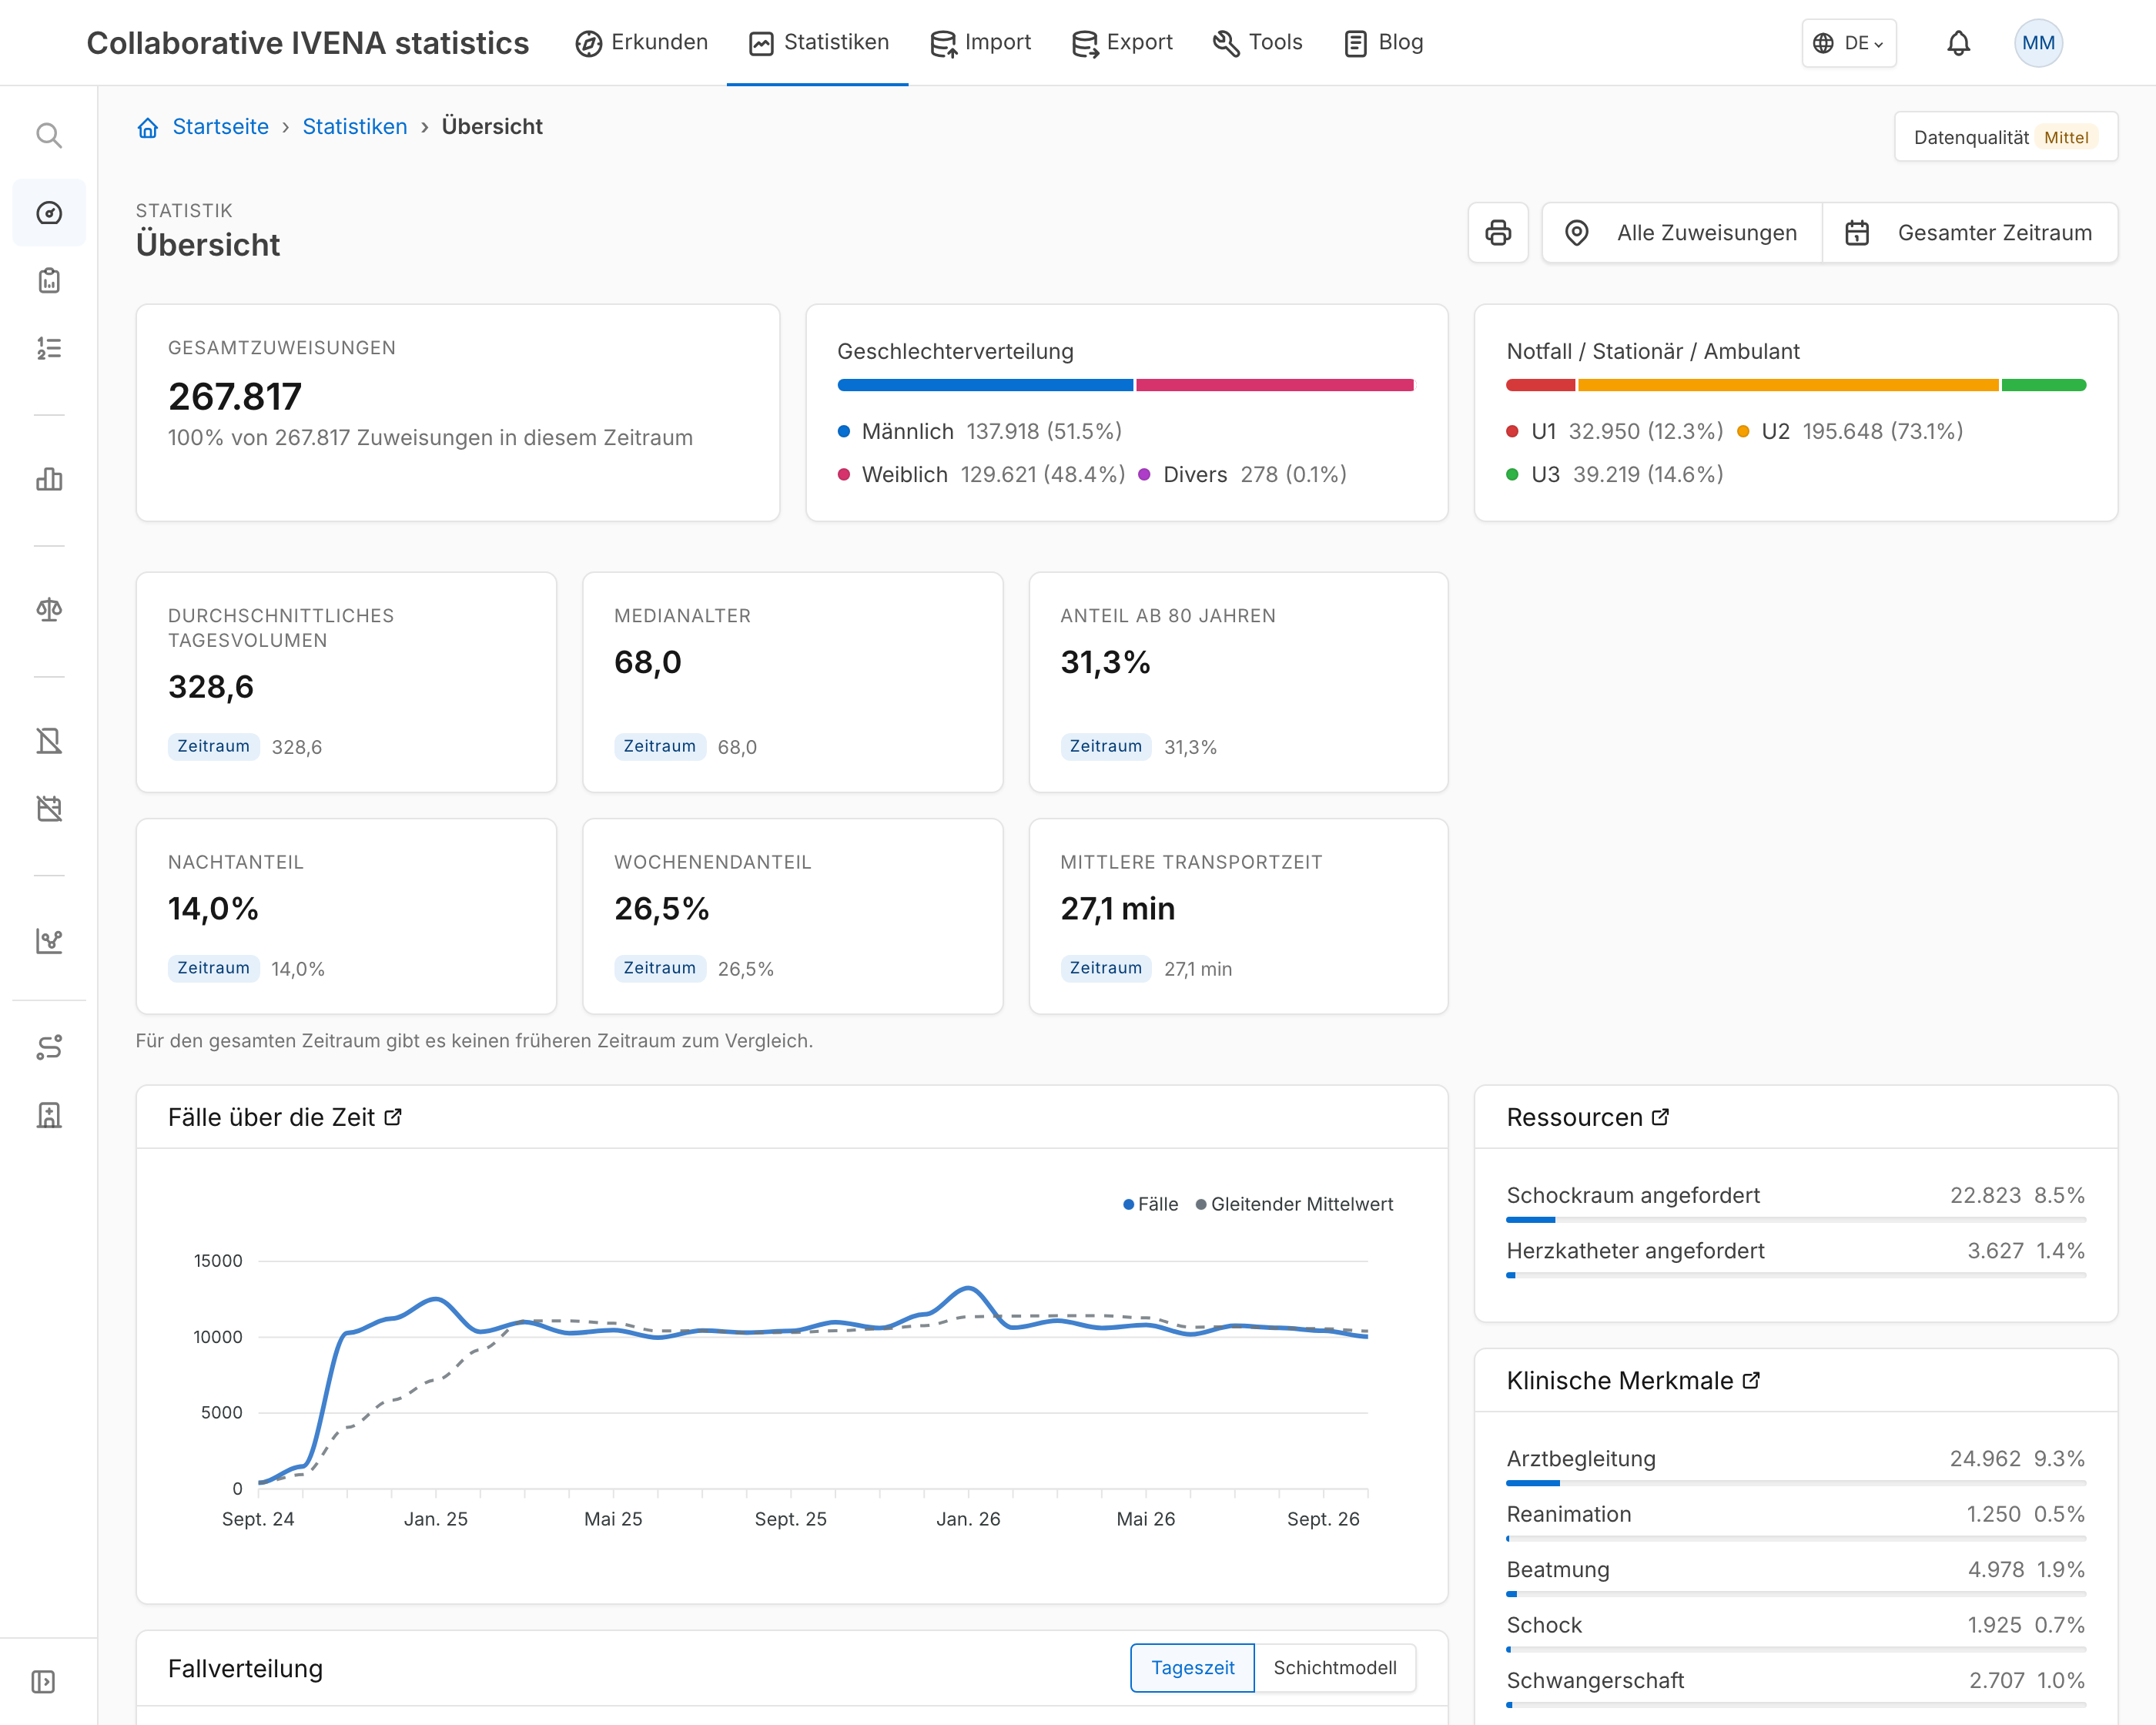 Collaborative IVENA statistics
Erkunden
Statistiken
Import
Export
Tools
Blog
DE
MM
Startseite › Statistiken › Übersicht
Datenqualität Mittel
STATISTIK
Übersicht
Alle Zuweisungen
Gesamter Zeitraum
GESAMTZUWEISUNGEN
267.817
100% von 267.817 Zuweisungen in diesem Zeitraum
Geschlechterverteilung
Männlich 137.918 (51.5%)
Weiblich 129.621 (48.4%) Divers 278 (0.1%)
Notfall / Stationär / Ambulant
U1 32.950 (12.3%) U2 195.648 (73.1%)
U3 39.219 (14.6%)
DURCHSCHNITTLICHES
TAGESVOLUMEN
328,6
Zeitraum 328,6
MEDIANALTER
68,0
Zeitraum 68,0
ANTEIL AB 80 JAHREN
31,3%
Zeitraum 31,3%
NACHTANTEIL
14,0%
Zeitraum 14,0%
WOCHENENDANTEIL
26,5%
Zeitraum 26,5%
MITTLERE TRANSPORTZEIT
27,1 min
Zeitraum 27,1 min
Für den gesamten Zeitraum gibt es keinen früheren Zeitraum zum Vergleich.
Fälle über die Zeit
Fälle Gleitender Mittelwert
15000
10000
5000
0
Sept. 24 Jan. 25 Mai 25 Sept. 25 Jan. 26 Mai 26 Sept. 26
Ressourcen
Schockraum angefordert 22.823 8.5%
Herzkatheter angefordert 3.627 1.4%
Klinische Merkmale
Arztbegleitung 24.962 9.3%
Reanimation 1.250 0.5%
Beatmung 4.978 1.9%
Schock 1.925 0.7%
Schwangerschaft 2.707 1.0%
Fallverteilung
Tageszeit
Schichtmodell